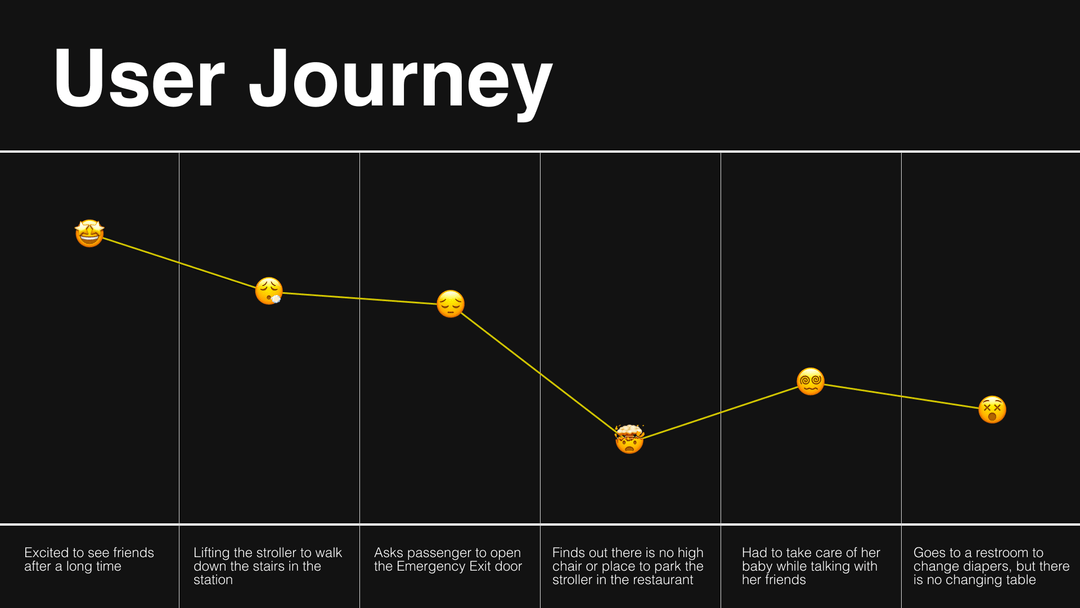 User Journey
Excited to see friends
after a long time
Lifting the stroller to walk
down the stairs in the
station
Asks passenger to open
the Emergency Exit door
Finds out there is no high
chair or place to park the
stroller in the restaurant
Had to take care of her
baby while talking with
her friends
Goes to a restroom to
change diapers, but there
is no changing table